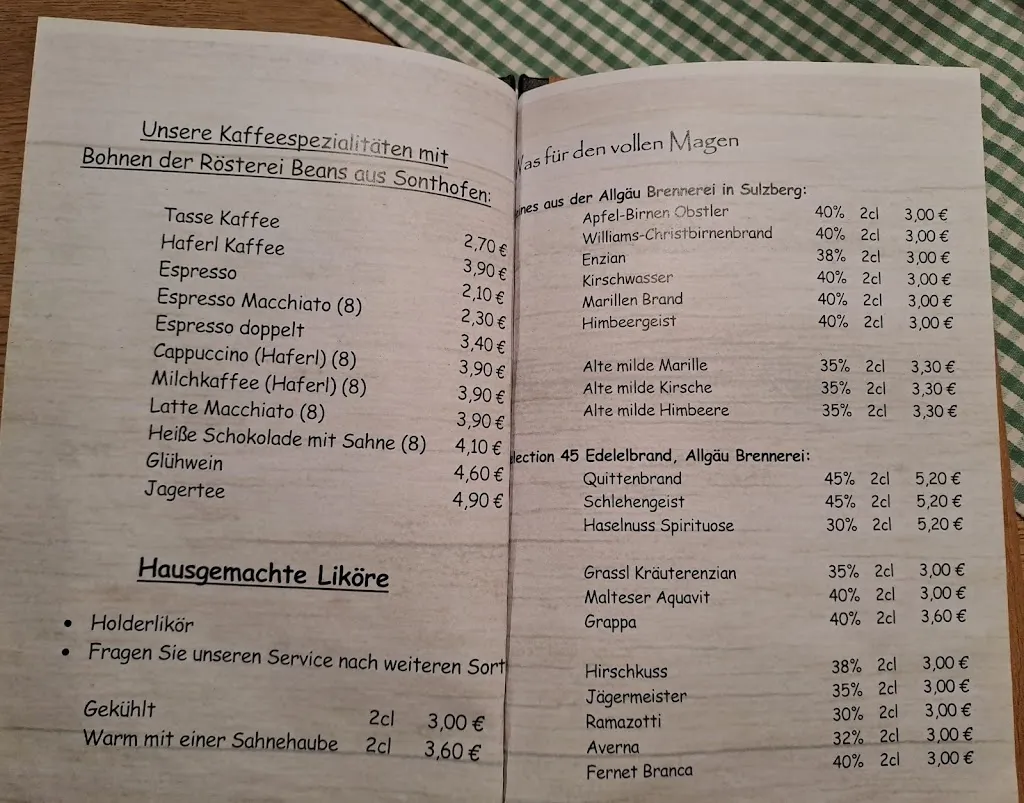 Unsere Kaffeespezialitäten mit
Bohnen der Rösterei Beans aus Sonthofen:
Tasse Kaffee 2,70 €
Haferl Kaffee 3,90 €
Espresso 2,10 €
Espresso Macchiato (8) 2,30 €
Espresso doppelt 3,40 €
Cappuccino (Haferl) (8) 3,90 €
Milchkaffee (Haferl) (8) 3,90 €
Latte Macchiato (8) 3,90 €
Heiße Schokolade mit Sahne (8) 4,10 €
Glühwein 4,60 €
Jagertee 4,90 €
Hausgemachte Liköre
• Holderlikör
• Fragen Sie unseren Service nach weiteren Sort
Gekühlt 2cl 3,00 €
Warm mit einer Sahnehaube 2cl 3,60 €
Was für den vollen Magen
ines aus der Allgäu Brennerei in Sulzberg:
Apfel-Birnen Obstler 40% 2cl 3,00 €
Williams-Christbirnenbrand 40% 2cl 3,00 €
Enzian 38% 2cl 3,00 €
Kirschwasser 40% 2cl 3,00 €
Marillen Brand 40% 2cl 3,00 €
Himbeergeist 40% 2cl 3,00 €
Alte milde Marille 35% 2cl 3,30 €
Alte milde Kirsche 35% 2cl 3,30 €
Alte milde Himbeere 35% 2cl 3,30 €
lection 45 Edelelbrand, Allgäu Brennerei:
Quittenbrand 45% 2cl 5,20 €
Schlehengeist 45% 2cl 5,20 €
Haselnuss Spirituose 30% 2cl 5,20 €
Grassl Kräuterenzian 35% 2cl 3,00 €
Malteser Aquavit 40% 2cl 3,00 €
Grappa 40% 2cl 3,60 €
Hirschkuss 38% 2cl 3,00 €
Jägermeister 35% 2cl 3,00 €
Ramazotti 30% 2cl 3,00 €
Averna 32% 2cl 3,00 €
Fernet Branca 40% 2cl 3,00 €